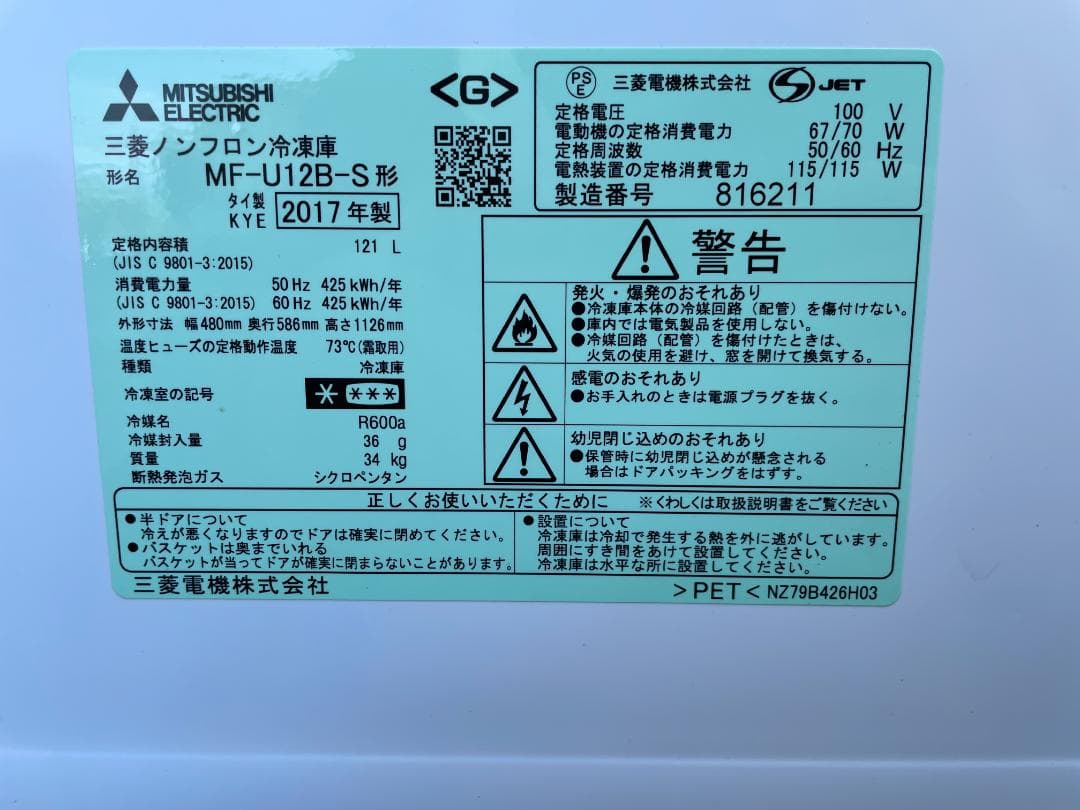 MITSUBISHI
ELECTRIC
三菱ノンフロン冷凍庫
形名 MF-U12B-S形
タイ製
KYE 2017年製
<G>
定格内容積 121 L
(JIS C 9801-3:2015)
消費電力量 50 Hz 425 kWh/年
(JIS C 9801-3:2015) 60 Hz 425 kWh/年
外形寸法 幅480mm 奥行586mm 高さ1126mm
温度ヒューズの定格動作温度 73℃(霜取用)
種類 冷凍庫
冷凍室の記号 * ***
冷媒名 R600a
冷媒封入量 36 g
質量 34 kg
断熱発泡ガス シクロペンタン
PS
E 三菱電機株式会社 S JET
定格電圧 100 V
電動機の定格消費電力 67/70 W
定格周波数 50/60 Hz
電熱装置の定格消費電力 115/115 W
製造番号 816211
警告
発火・爆発のおそれあり
●冷凍庫本体の冷媒回路(配管)を傷付けない。
●庫内では電気製品を使用しない。
●冷媒回路(配管)を傷付けたときは、
火気の使用を避け、窓を開けて換気する。
感電のおそれあり
●お手入れのときは電源プラグを抜く。
幼児閉じ込めのおそれあり
●保管時に幼児閉じ込めが懸念される
場合はドアパッキングをはずす。
正しくお使いいただくために ※くわしくは取扱説明書をご覧ください
●半ドアについて
冷えが悪くなりますのでドアは確実に閉めてください。
●バスケットは奥までいれる
バスケットが当ってドアが確実に閉まらないことがあります。
●設置について
冷凍庫は冷却で発生する熱を外に逃がしています。
周囲にすき間をあけて設置してください。
冷凍庫は水平な所に設置してください。
三菱電機株式会社
>PET< NZ79B426H03